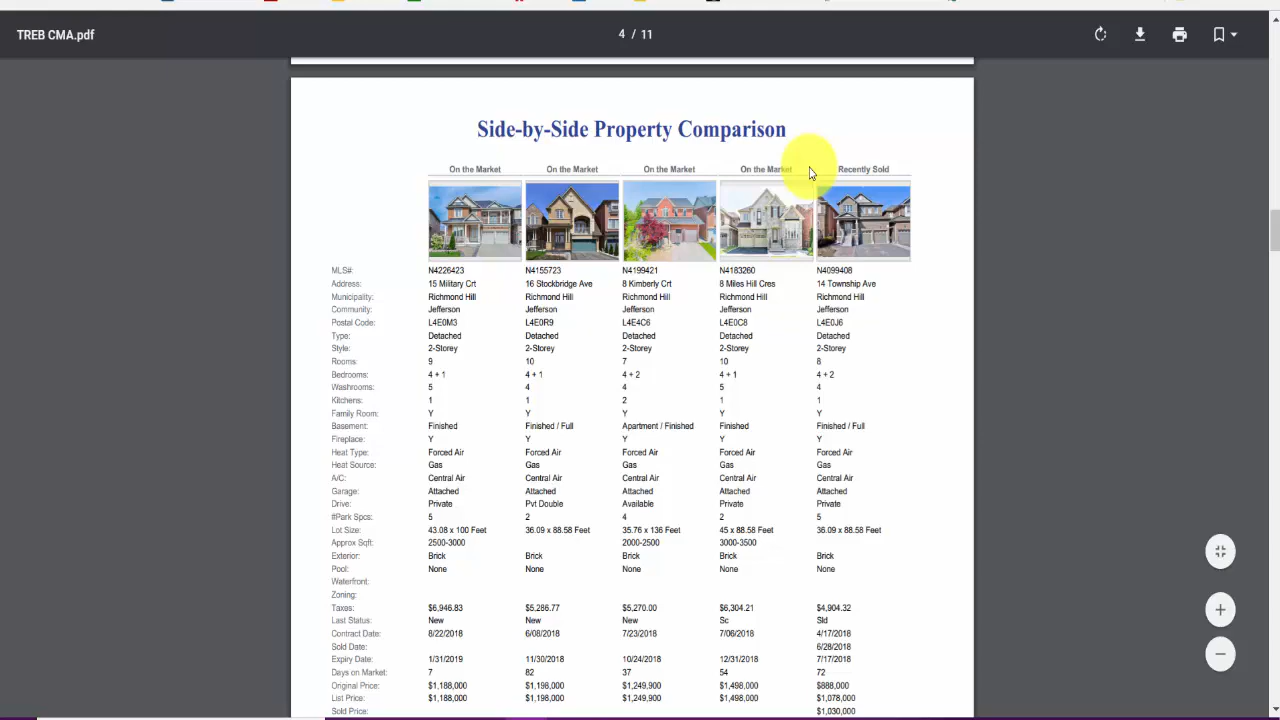 TREB CMA.pdf 4 / 11
Side-by-Side Property Comparison
On the Market On the Market On the Market On the Market Recently Sold
MLS#: N4226423 N4155723 N4199421 N4183260 N4099408
Address: 15 Military Crt 16 Stockbridge Ave 8 Kimberly Crt 8 Miles Hill Cres 14 Township Ave
Municipality: Richmond Hill Richmond Hill Richmond Hill Richmond Hill Richmond Hill
Community: Jefferson Jefferson Jefferson Jefferson Jefferson
Postal Code: L4E0M3 L4E0R9 L4E4C6 L4E0C8 L4E0J6
Type: Detached Detached Detached Detached Detached
Style: 2-Storey 2-Storey 2-Storey 2-Storey 2-Storey
Rooms: 9 10 7 10 8
Bedrooms: 4 + 1 4 + 1 4 + 2 4 + 1 4 + 2
Washrooms: 5 4 4 5 4
Kitchens: 1 1 2 1 1
Family Room: Y Y Y Y Y
Basement: Finished Finished / Full Apartment / Finished Finished Finished / Full
Fireplace: Y Y Y Y Y
Heat Type: Forced Air Forced Air Forced Air Forced Air Forced Air
Heat Source: Gas Gas Gas Gas Gas
A/C: Central Air Central Air Central Air Central Air Central Air
Garage: Attached Attached Attached Attached Attached
Drive: Private Pvt Double Available Private Private
#Park Spcs: 5 2 4 2 5
Lot Size: 43.08 x 100 Feet 36.09 x 88.58 Feet 35.76 x 136 Feet 45 x 88.58 Feet 36.09 x 88.58 Feet
Approx Sqft: 2500-3000 2000-2500 3000-3500
Exterior: Brick Brick Brick Brick Brick
Pool: None None None None None
Waterfront:
Zoning:
Taxes: $6,946.83 $5,286.77 $5,270.00 $6,304.21 $4,904.32
Last Status: New New New Sc Sld
Contract Date: 8/22/2018 6/08/2018 7/23/2018 7/06/2018 4/17/2018
Sold Date: 6/28/2018
Expiry Date: 1/31/2019 11/30/2018 10/24/2018 12/31/2018 7/17/2018
Days on Market: 7 82 37 54 72
Original Price: $1,188,000 $1,198,000 $1,249,900 $1,498,000 $888,000
List Price: $1,188,000 $1,198,000 $1,249,900 $1,498,000 $1,078,000
Sold Price: $1,030,000